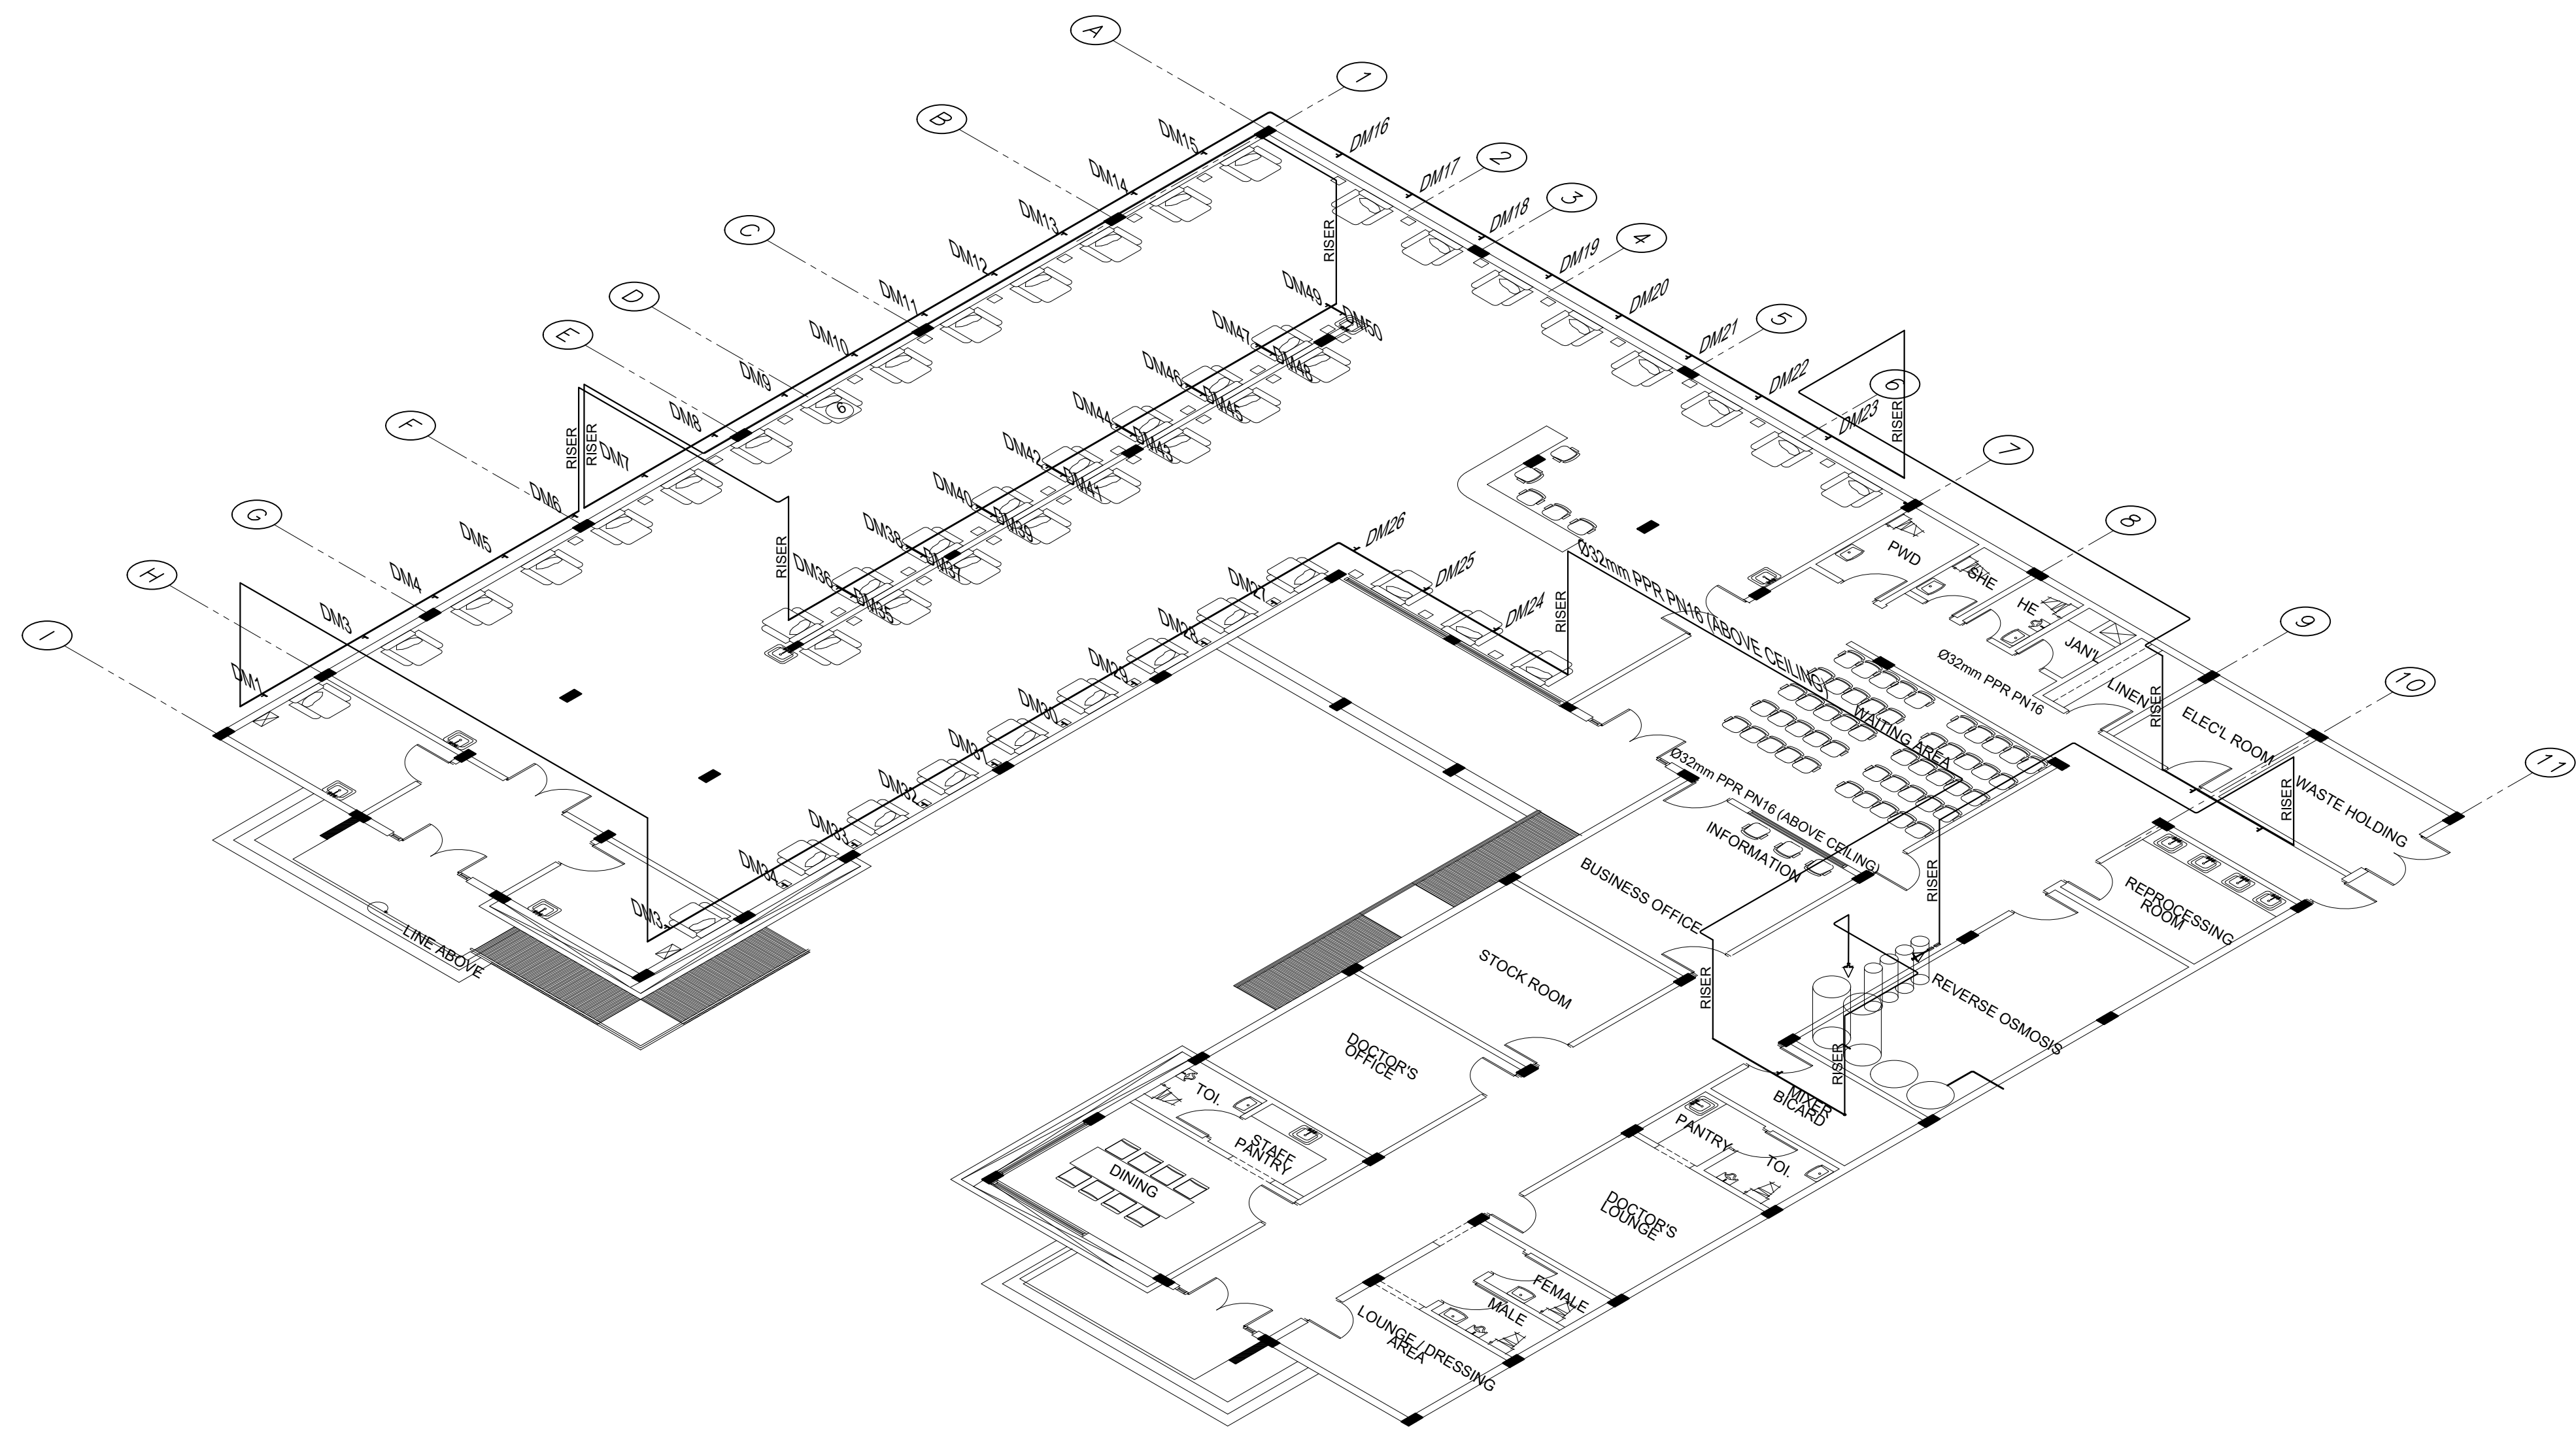 A
1
B
2
3
C
4
D
5
E
6
F
7
G
8
H
9
I
10
11
DM15
DM16
DM14
DM17
DM13
DM18
DM12
DM19
DM11
DM20
DM10
DM21
DM9
DM22
DM8
DM23
DM7
DM6
DM5
DM4
DM3
DM1
6
RISER
RISER
RISER
RISER
RISER
DM49
DM50
DM47
DM48
DM46
DM45
DM44
DM43
DM42
DM41
DM40
DM39
DM38
DM37
DM36
DM35
DM26
DM25
DM24
DM27
DM28
DM29
DM30
DM31
DM32
DM33
DM34
DM3
RISER
Ø32mm PPR PN16 (ABOVE CEILING)
PWD
SHE
HE
JAN'L
Ø32mm PPR PN16
LINEN
RISER
ELEC'L ROOM
RISER
WASTE HOLDING
WAITING AREA
Ø32mm PPR PN16 (ABOVE CEILING)
INFORMATION
BUSINESS OFFICE
RISER
REPROCESSING
ROOM
STOCK ROOM
RISER
REVERSE OSMOSIS
RISER
LINE ABOVE
DOCTOR'S
OFFICE
MIXER
BICARD
TOI.
STAFF
PANTRY
PANTRY
TOI.
DINING
DOCTOR'S
LOUNGE
FEMALE
MALE
LOUNGE / DRESSING
AREA